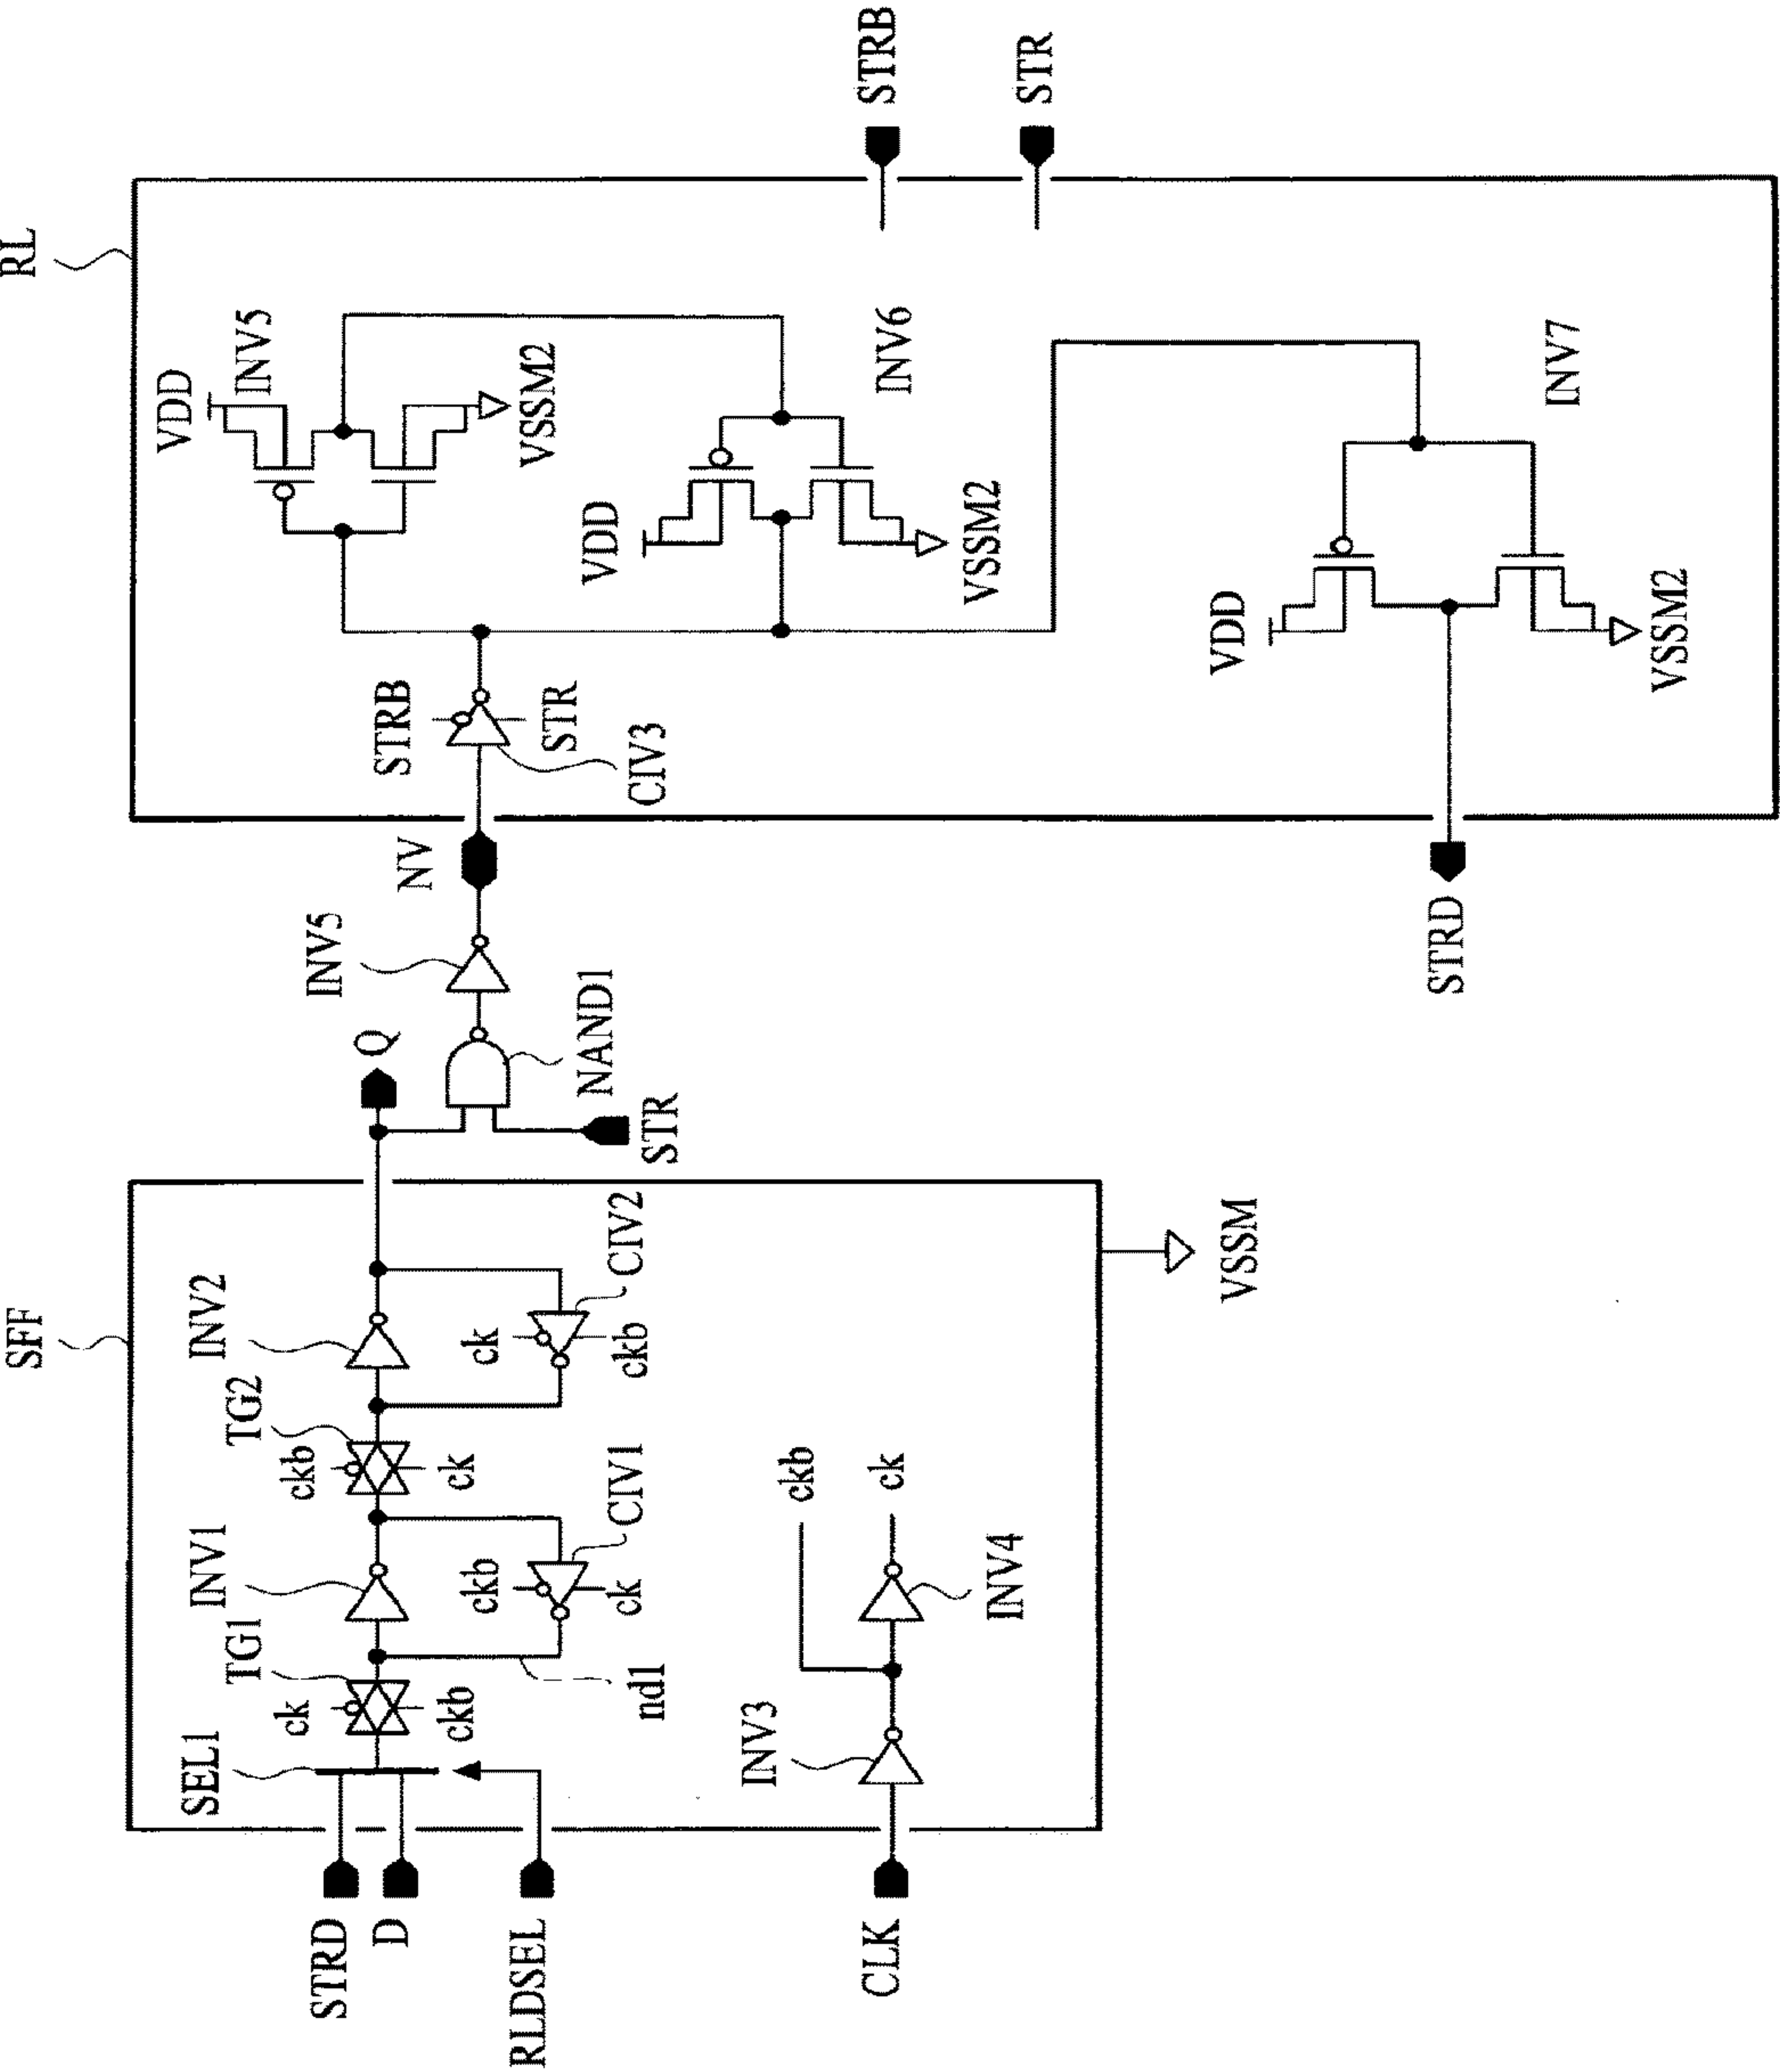 SFF
RL
SEL1
ck
TG1
ckb
INV1
ckb
TG2
ck
INV2
Q
INV5
NV
STRB
STR
CIV3
VDD
INV5
VSSM2
VDD
INV6
VSSM2
STRB
STR
VDD
INV7
VSSM2
STRD
STRD
D
RLDSEL
CLK
nd1
ckb
CIV1
ck
ck
CIV2
ckb
NAND1
STR
INV3
INV4
ckb
ck
VSSM